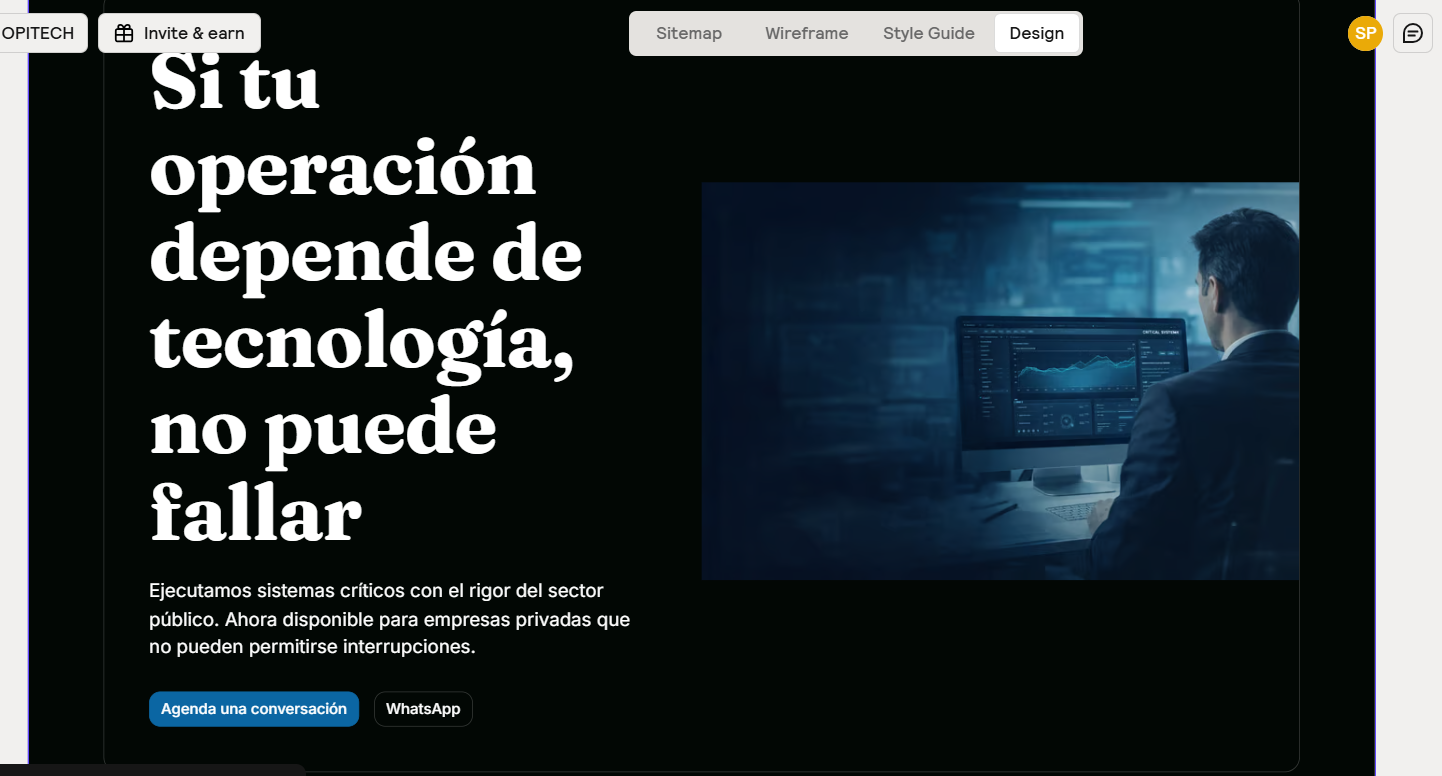 OPITECH
Invite & earn
Sitemap
Wireframe
Style Guide
Design
SP
Si tu
operación
depende de
tecnología,
no puede
fallar
CRITICAL SYSTEMS
Ejecutamos sistemas críticos con el rigor del sector
público. Ahora disponible para empresas privadas que
no pueden permitirse interrupciones.
Agenda una conversación
WhatsApp